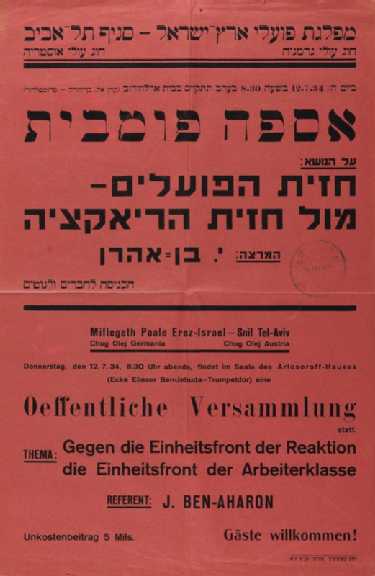 מפלגת פועלי ארץ־ישראל – סניף תל־אביב
חוג עולי גרמניה
חוג עולי אוסטריה
ביום ה׳ 12.7.34 בשעה 8.30 בערב תתקיים בבית ארלוזורוב
אספה פומבית
על הנושא:
חזית הפועלים –
מול חזית הריאקציה
המרצה: י. בן=אהרן
הכניסה לחברים ולנוטים
Miflegeth Poale Erez-Israel — Snif Tel-Aviv
Chug Olej Germania Chug Olej Austria
Donnerstag, den 12. 7. 34, 8.30 Uhr abends, findet im Saale des Arlosoroff-Hauses
(Ecke Elieser Benjehuda-Trumpeldor) eine
Oeffentliche Versammlung
statt
THEMA: Gegen die Einheitsfront der Reaktion
die Einheitsfront der Arbeiterklasse
REFERENT: J. BEN-AHARON
Unkostenbeitrag 5 Mils. Gäste willkommen!